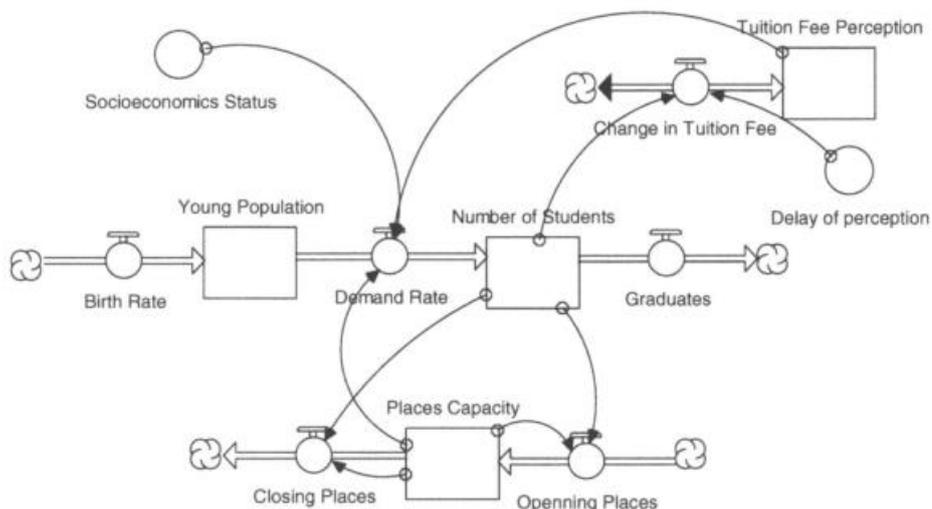 Tuition Fee Perception
Socioeconomics Status
Change in Tuition Fee
Young Population
Number of Students
Delay of perception
Birth Rate
Demand Rate
Graduates
Places Capacity
Closing Places
Openning Places